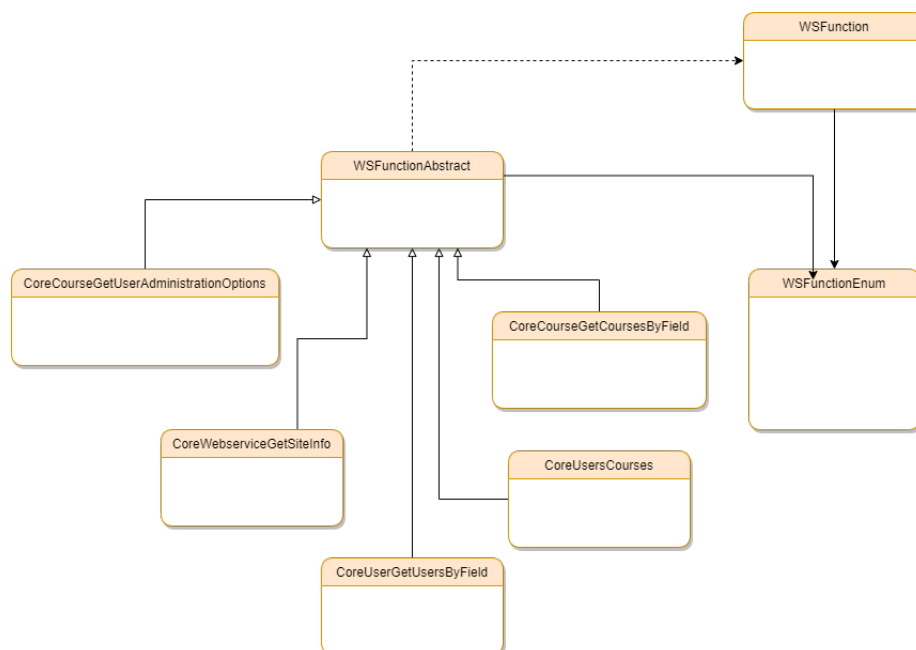 WSFunction
WSFunctionAbstract
CoreCourseGetUserAdministrationOptions
WSFunctionEnum
CoreCourseGetCoursesByField
CoreWebserviceGetSiteInfo
CoreUsersCourses
CoreUserGetUsersByField